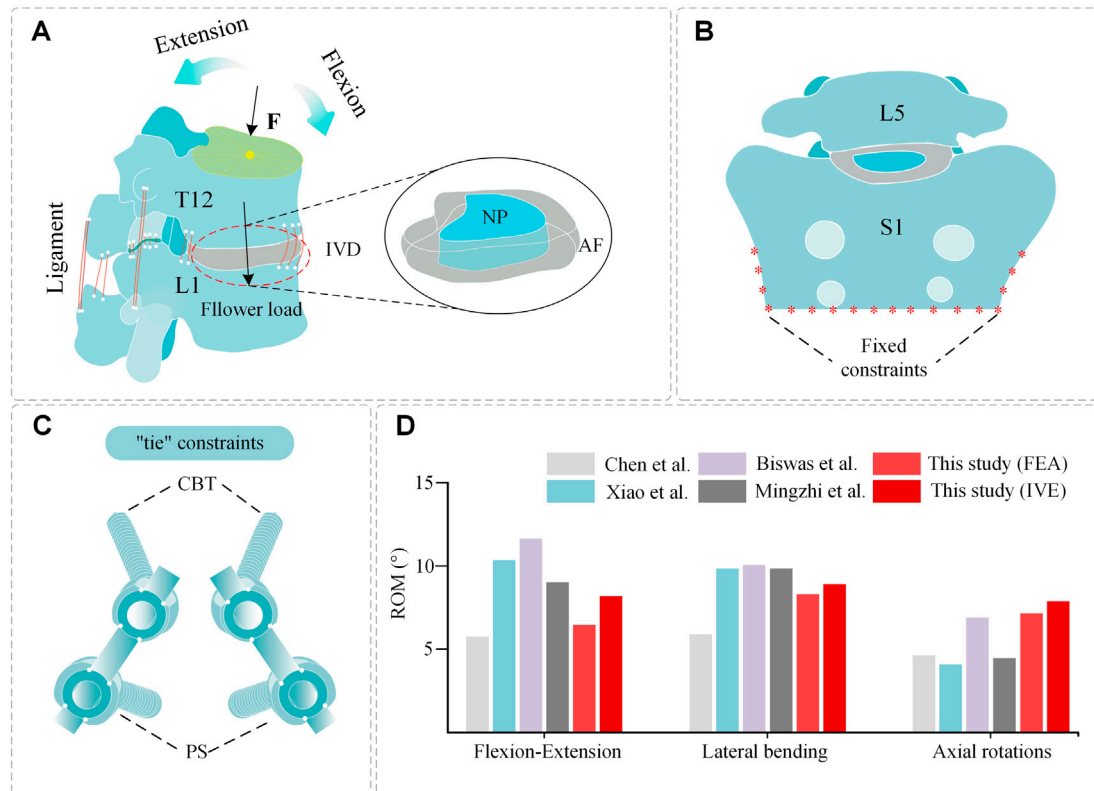 A
Extension
Flexion
F
T12
Ligament
IVD
L1
Fllower load
NP
AF
B
L5
S1
Fixed
constraints
C
"tie" constraints
CBT
PS
D
Chen et al.
Biswas et al.
This study (FEA)
Xiao et al.
Mingzhi et al.
This study (IVE)
ROM (°)
15
10
5
Flexion-Extension
Lateral bending
Axial rotations